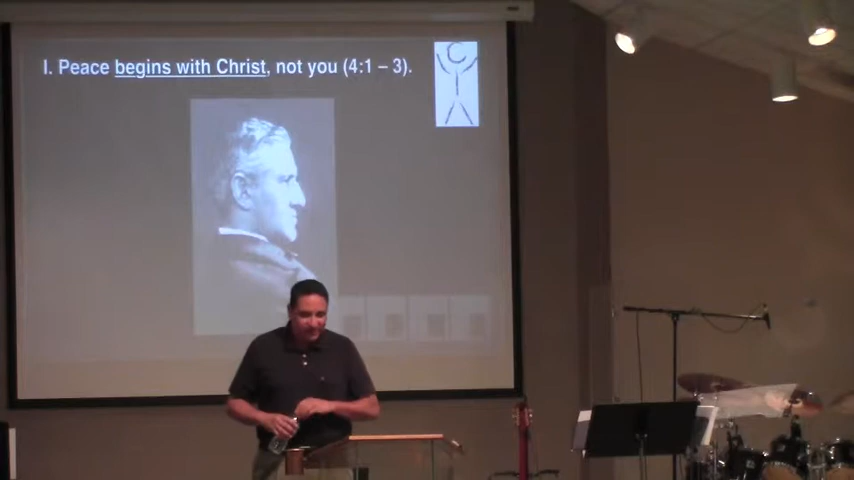 I. Peace begins with Christ, not you (4:1 – 3).